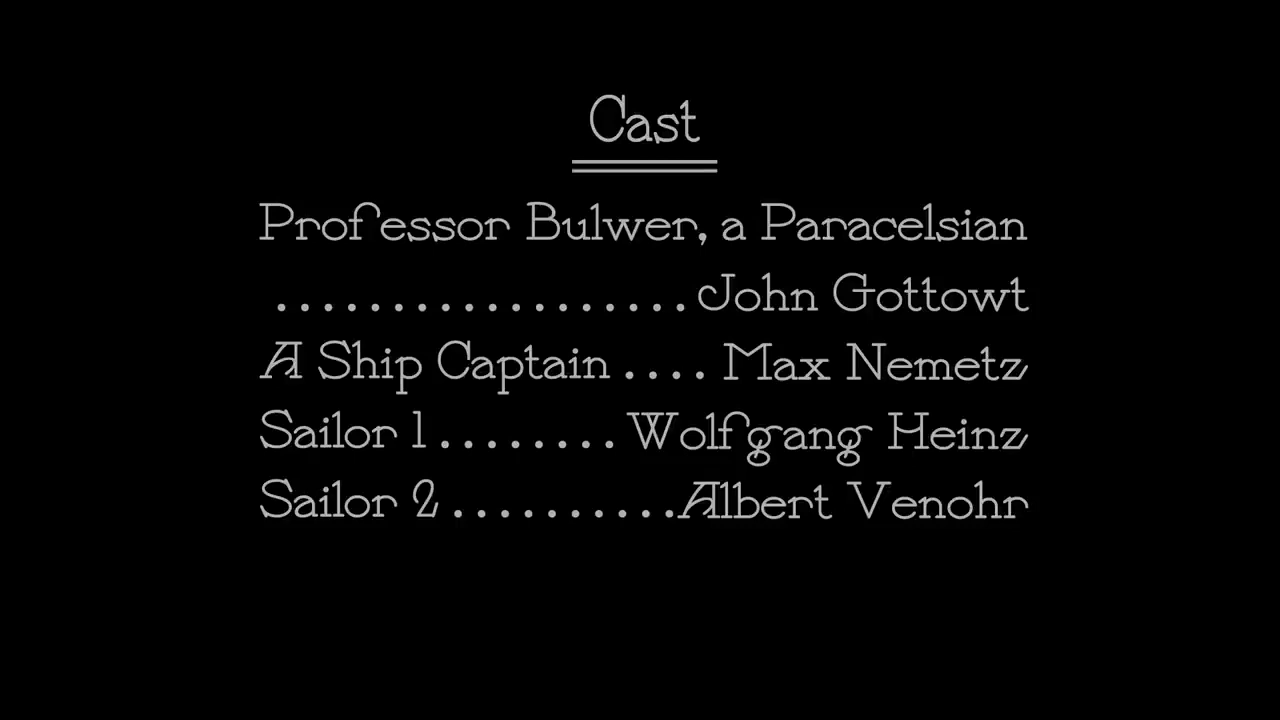 Cast
Professor Bulwer, a Paracelsian
..................John Gottowt
A Ship Captain .... Max Nemetz
Sailor 1........ Wolfgang Heinz
Sailor 2..........Albert Venohr